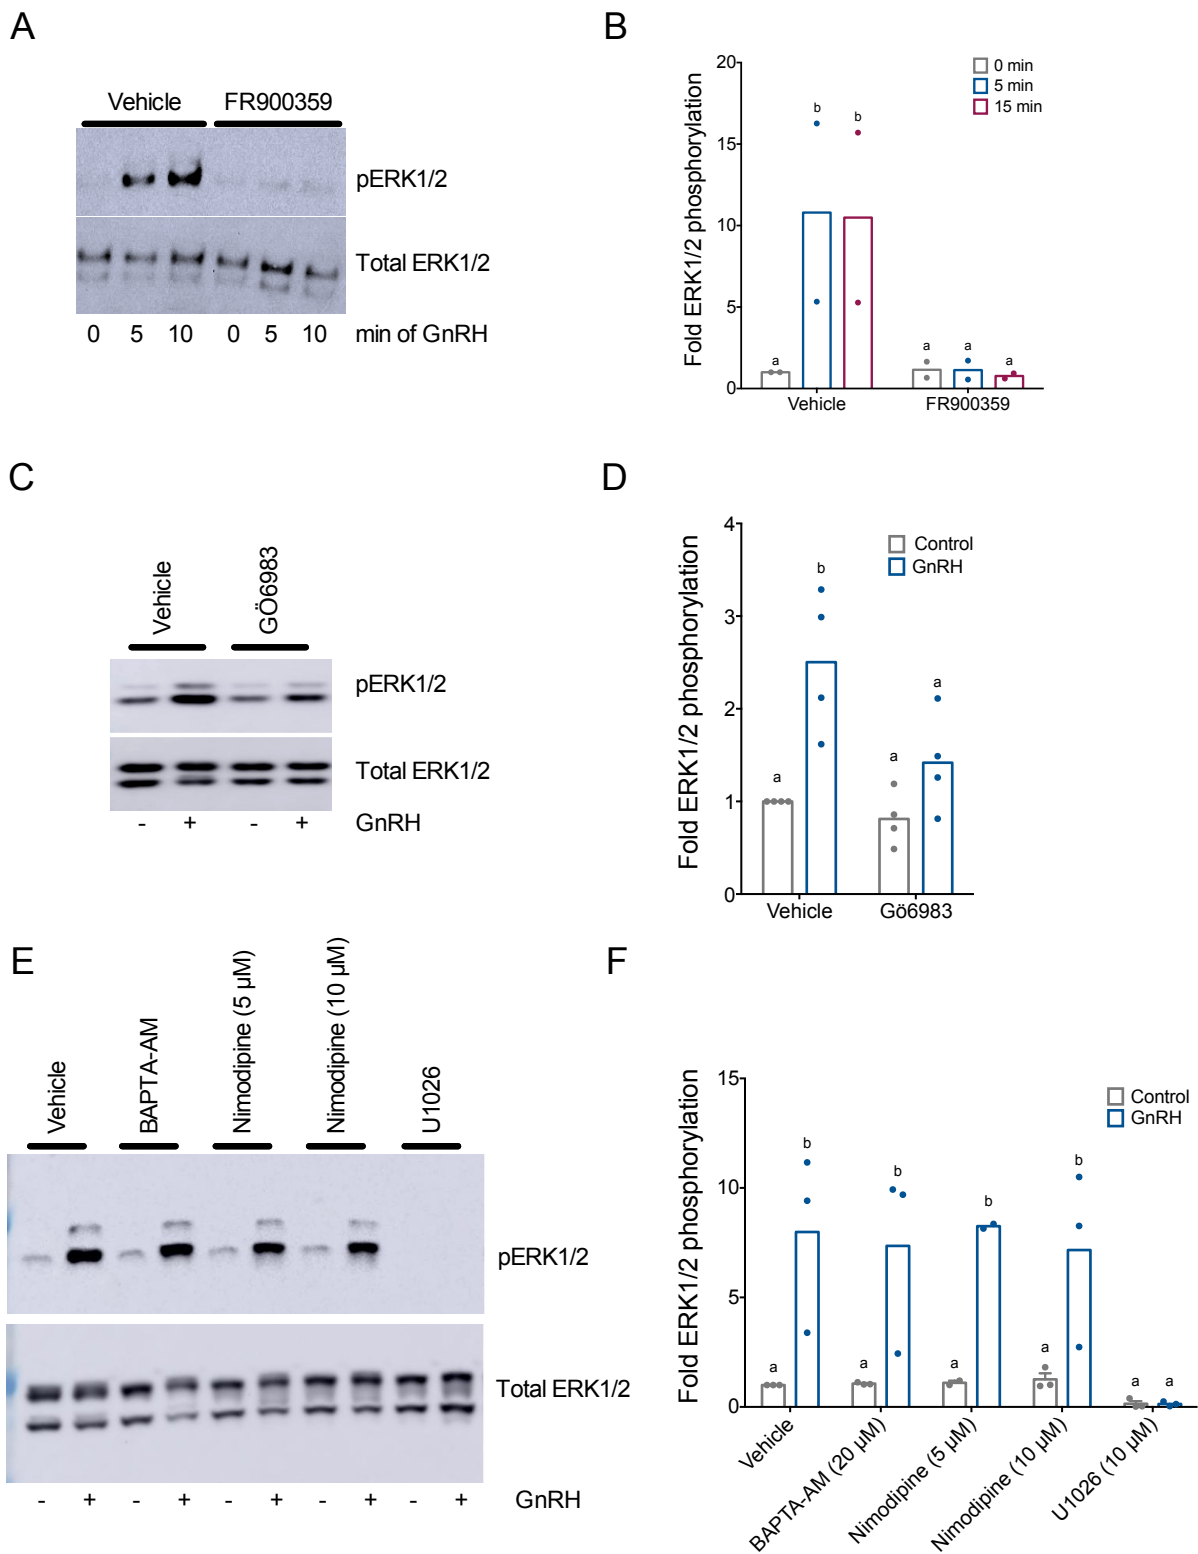 A
Vehicle FR900359
pERK1/2
Total ERK1/2
0 5 10 0 5 10 min of GnRH
B
Fold ERK1/2 phosphorylation
20
15
10
5
0
0 min
5 min
15 min
a b b a a a
Vehicle FR900359
C
Vehicle GÖ6983
pERK1/2
Total ERK1/2
- + - + GnRH
D
Fold ERK1/2 phosphorylation
4
3
2
1
0
Control
GnRH
a b a a
Vehicle Gö6983
E
Vehicle BAPTA-AM Nimodipine (5 µM) Nimodipine (10 µM) U1026
pERK1/2
Total ERK1/2
- + - + - + - + - + GnRH
F
Fold ERK1/2 phosphorylation
15
10
5
0
Control
GnRH
a b a b a b a b a a
Vehicle
BAPTA-AM (20 µM)
Nimodipine (5 µM)
Nimodipine (10 µM)
U1026 (10 µM)